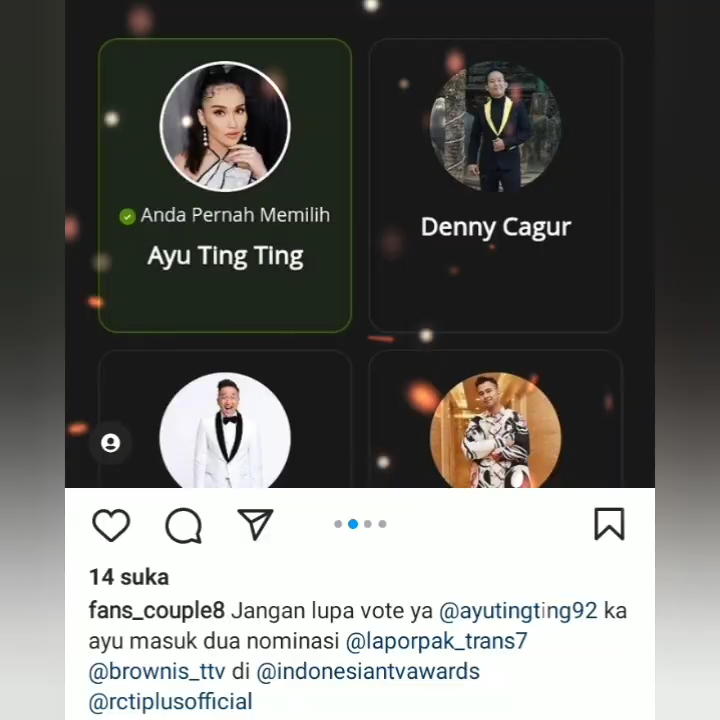 Anda Pernah Memilih
Ayu Ting Ting
Denny Cagur
14 suka
fans_couple8 Jangan lupa vote ya @ayutingting92 ka
ayu masuk dua nominasi @laporpak_trans7
@brownis_ttv di @indonesiantvawards
@rctiplusofficial